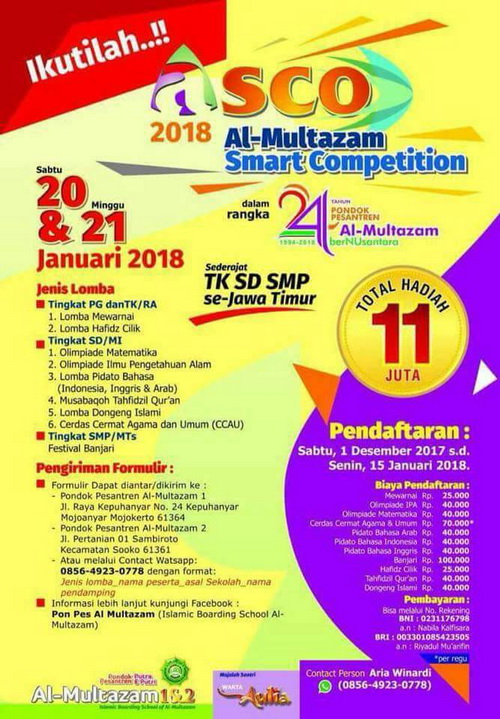 Ikutilah..!!
ASCO
2018 Al-Multazam
Smart Competition
Sabtu
20 Minggu
& 21
Januari 2018
dalam
rangka
24 TAHUN
PONDOK
PESANTREN
Al-Multazam
1994-2018 berNUsantara
Sederajat
TK SD SMP
se-Jawa Timur
TOTAL HADIAH
11
JUTA
Jenis Lomba
Tingkat PG danTK/RA
1. Lomba Mewarnai
2. Lomba Hafidz Cilik
Tingkat SD/MI
1. Olimpiade Matematika
2. Olimpiade Ilmu Pengetahuan Alam
3. Lomba Pidato Bahasa
(Indonesia, Inggris & Arab)
4. Musabaqoh Tahfidzil Qur'an
5. Lomba Dongeng Islami
6. Cerdas Cermat Agama dan Umum (CCAU)
Tingkat SMP/MTs
Festival Banjari
Pengiriman Formulir :
Formulir Dapat diantar/dikirim ke :
- Pondok Pesantren Al-Multazam 1
Jl. Raya Kepuhanyar No. 24 Kepuhanyar
Mojoanyar Mojokerto 61364
- Pondok Pesantren Al-Multazam 2
Jl. Pertanian 01 Sambiroto
Kecamatan Sooko 61361
- Atau melalui Contact Watsapp:
0856-4923-0778 dengan format:
Jenis lomba_nama peserta_asal Sekolah_nama
pendamping
Informasi lebih lanjut kunjungi Facebook :
Pon Pes Al Multazam (Islamic Boarding School Al-
Multazam)
Pendaftaran :
Sabtu, 1 Desember 2017 s.d.
Senin, 15 Januari 2018.
Biaya Pendaftaran :
Mewarnai Rp. 25.000
Olimpiade IPA Rp. 40.000
Olimpiade Matematika Rp. 40.000
Cerdas Cermat Agama & Umum Rp. 70.000*
Pidato Bahasa Arab Rp. 40.000
Pidato Bahasa Indonesia Rp. 40.000
Pidato Bahasa Inggris Rp. 40.000
Banjari Rp. 100.000
Hafidz Cilik Rp. 25.000
Tahfidzil Qur'an Rp. 40.000
Dongeng Islami Rp. 40.000
Pembayaran :
Bisa melalui No. Rekening
BNI : 0231176798
a.n : Nabila Kalfisara
BRI : 003301085423505
a.n : Riyadul Mu'arifin
*per regu
Contact Person Aria Winardi
(0856-4923-0778)
Pondok Putra
Pesantren & Putri
Al-Multazam 1&2
Islamic Boarding School of Al-Multazam
Majalah Santri
WARTA